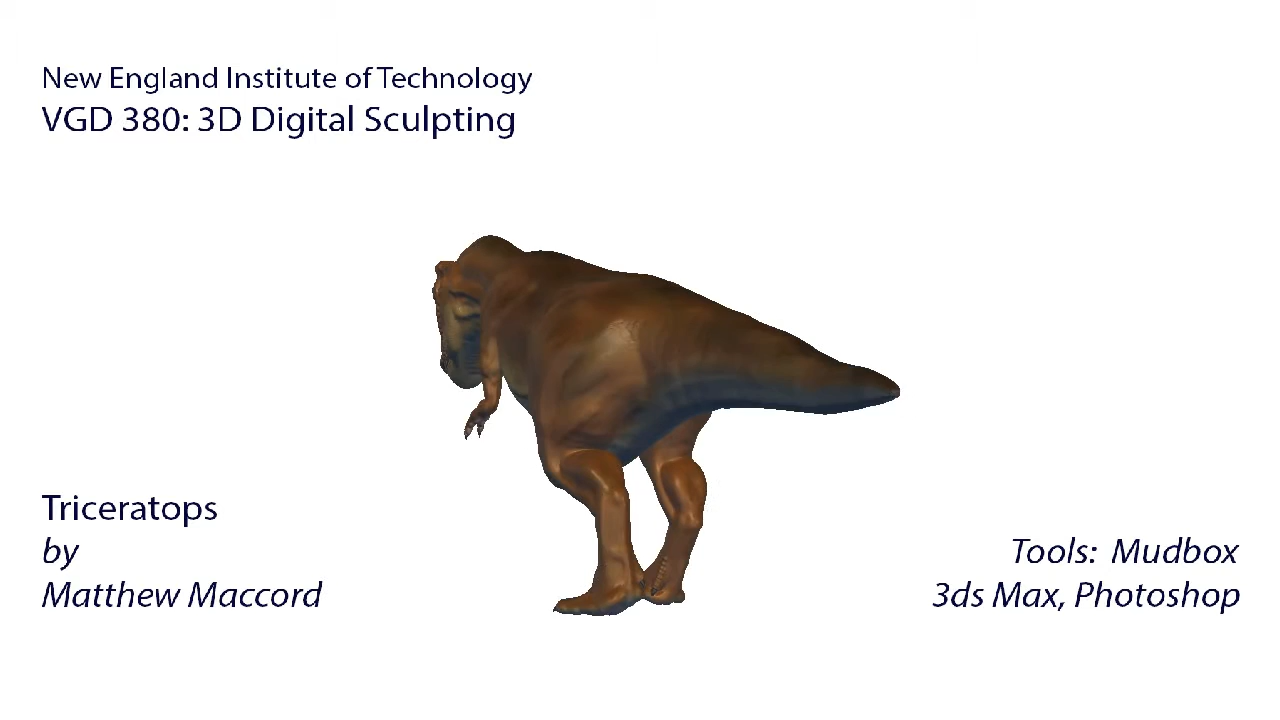 New England Institute of Technology
VGD 380: 3D Digital Sculpting
Triceratops
by
Matthew Maccord
Tools: Mudbox
3ds Max, Photoshop